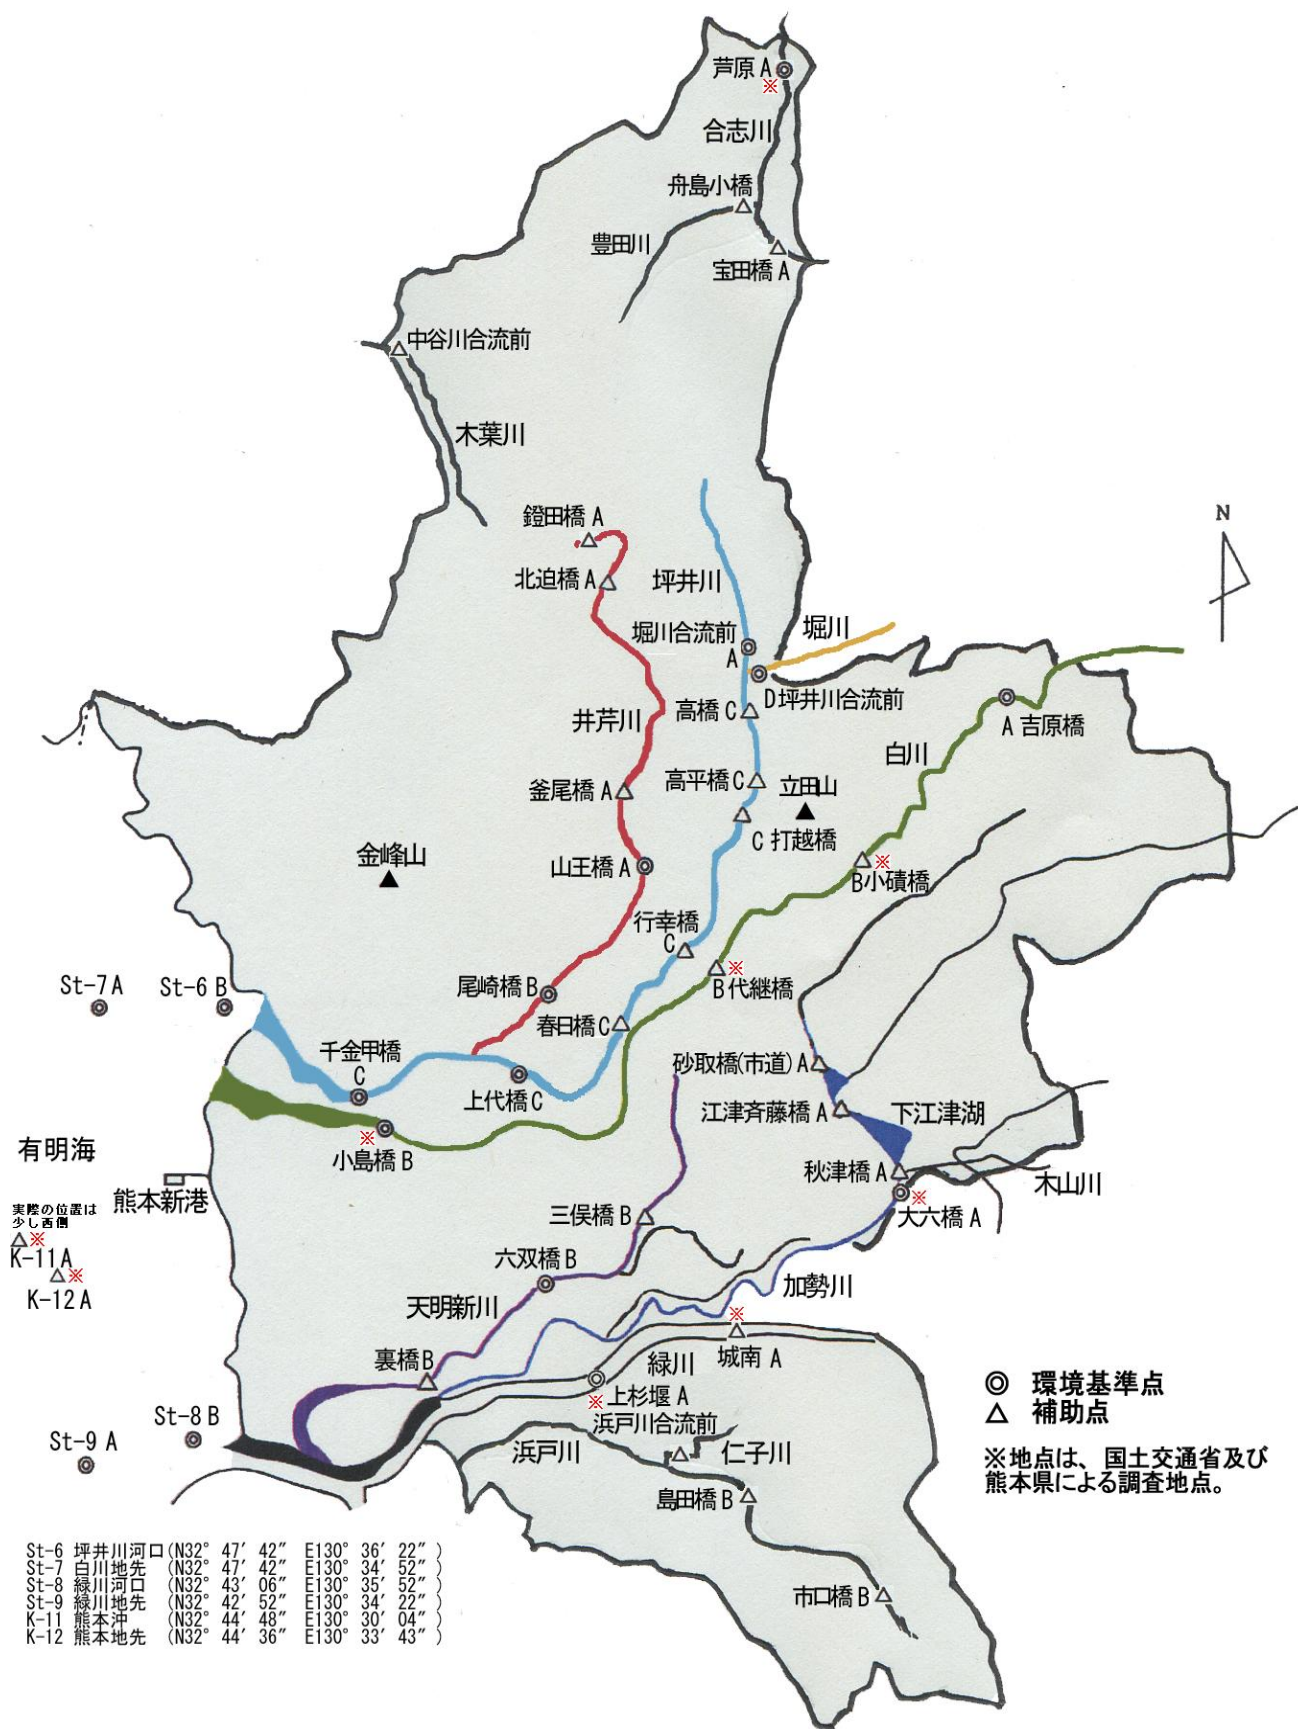 芦原 A
※
合志川
舟島小橋
豊田川
宝田橋 A
中谷川合流前
木葉川
鐙田橋 A
北迫橋 A
坪井川
堀川合流前
A
堀川
N
D坪井川合流前
高橋 C
井芹川
A 吉原橋
白川
高平橋 C
立田山
釜尾橋 A
C 打越橋
金峰山
山王橋 A
※
B小磧橋
行幸橋
C
※
B 代継橋
St-7 A
St-6 B
尾崎橋 B
春日橋 C
千金甲橋
C
砂取橋(市道) A
上代橋 C
江津斉藤橋 A
下江津湖
有明海
※
小島橋 B
秋津橋 A
木山川
熊本新港
※
大六橋 A
実際の位置は
少し西側
※
K-11 A
※
K-12 A
三俣橋 B
六双橋 B
加勢川
天明新川
※
城南 A
裏橋 B
緑川
上杉堰 A
※
◎ 環境基準点
△ 補助点
※地点は、国土交通省及び
熊本県による調査地点。
St-8 B
St-9 A
浜戸川合流前
浜戸川
仁子川
島田橋 B
市口橋 B
St-6 坪井川河口(N32° 47′ 42″ E130° 36′ 22″ )
St-7 白川地先 (N32° 47′ 42″ E130° 34′ 52″ )
St-8 緑川河口 (N32° 43′ 06″ E130° 35′ 52″ )
St-9 緑川地先 (N32° 42′ 52″ E130° 34′ 22″ )
K-11 熊本沖 (N32° 44′ 48″ E130° 30′ 04″ )
K-12 熊本地先 (N32° 44′ 36″ E130° 33′ 43″ )